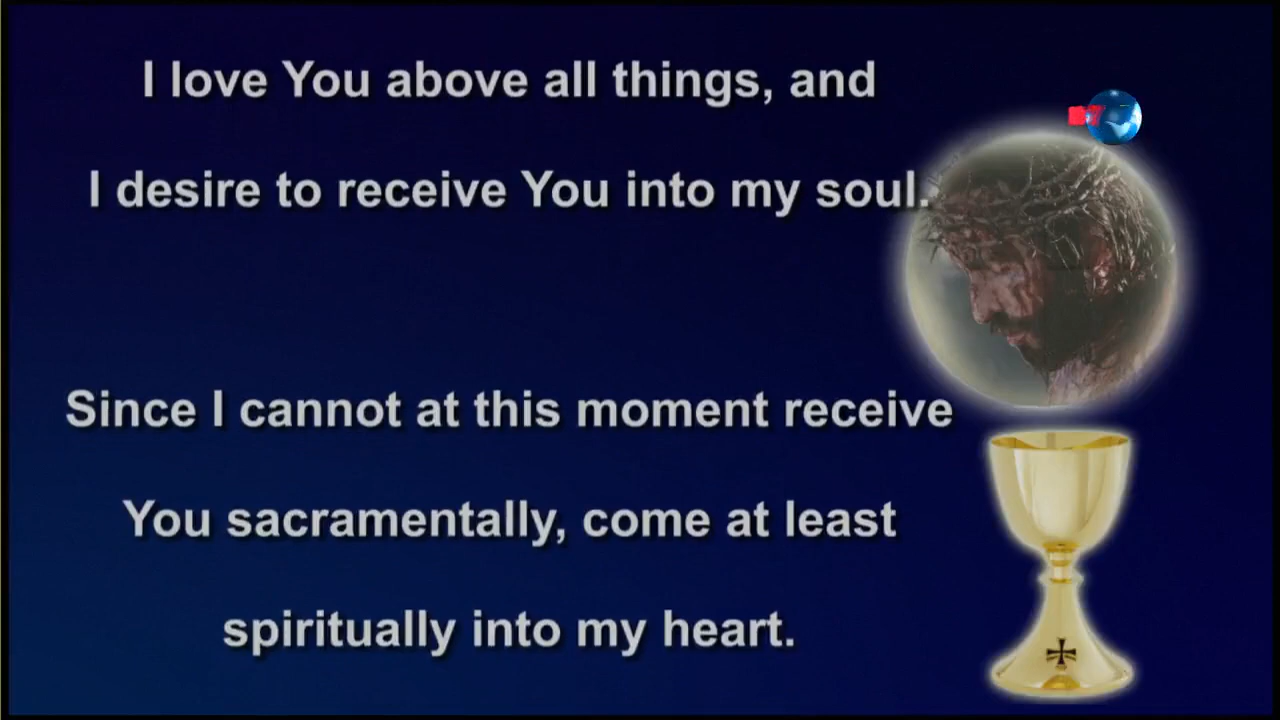 I love You above all things, and
I desire to receive You into my soul.
Since I cannot at this moment receive
You sacramentally, come at least
spiritually into my heart.